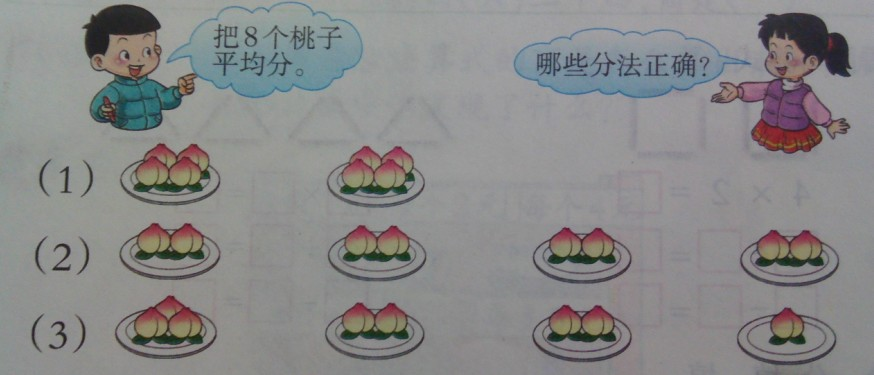 把8个桃子
平均分。
哪些分法正确?
(1)
(2)
(3)